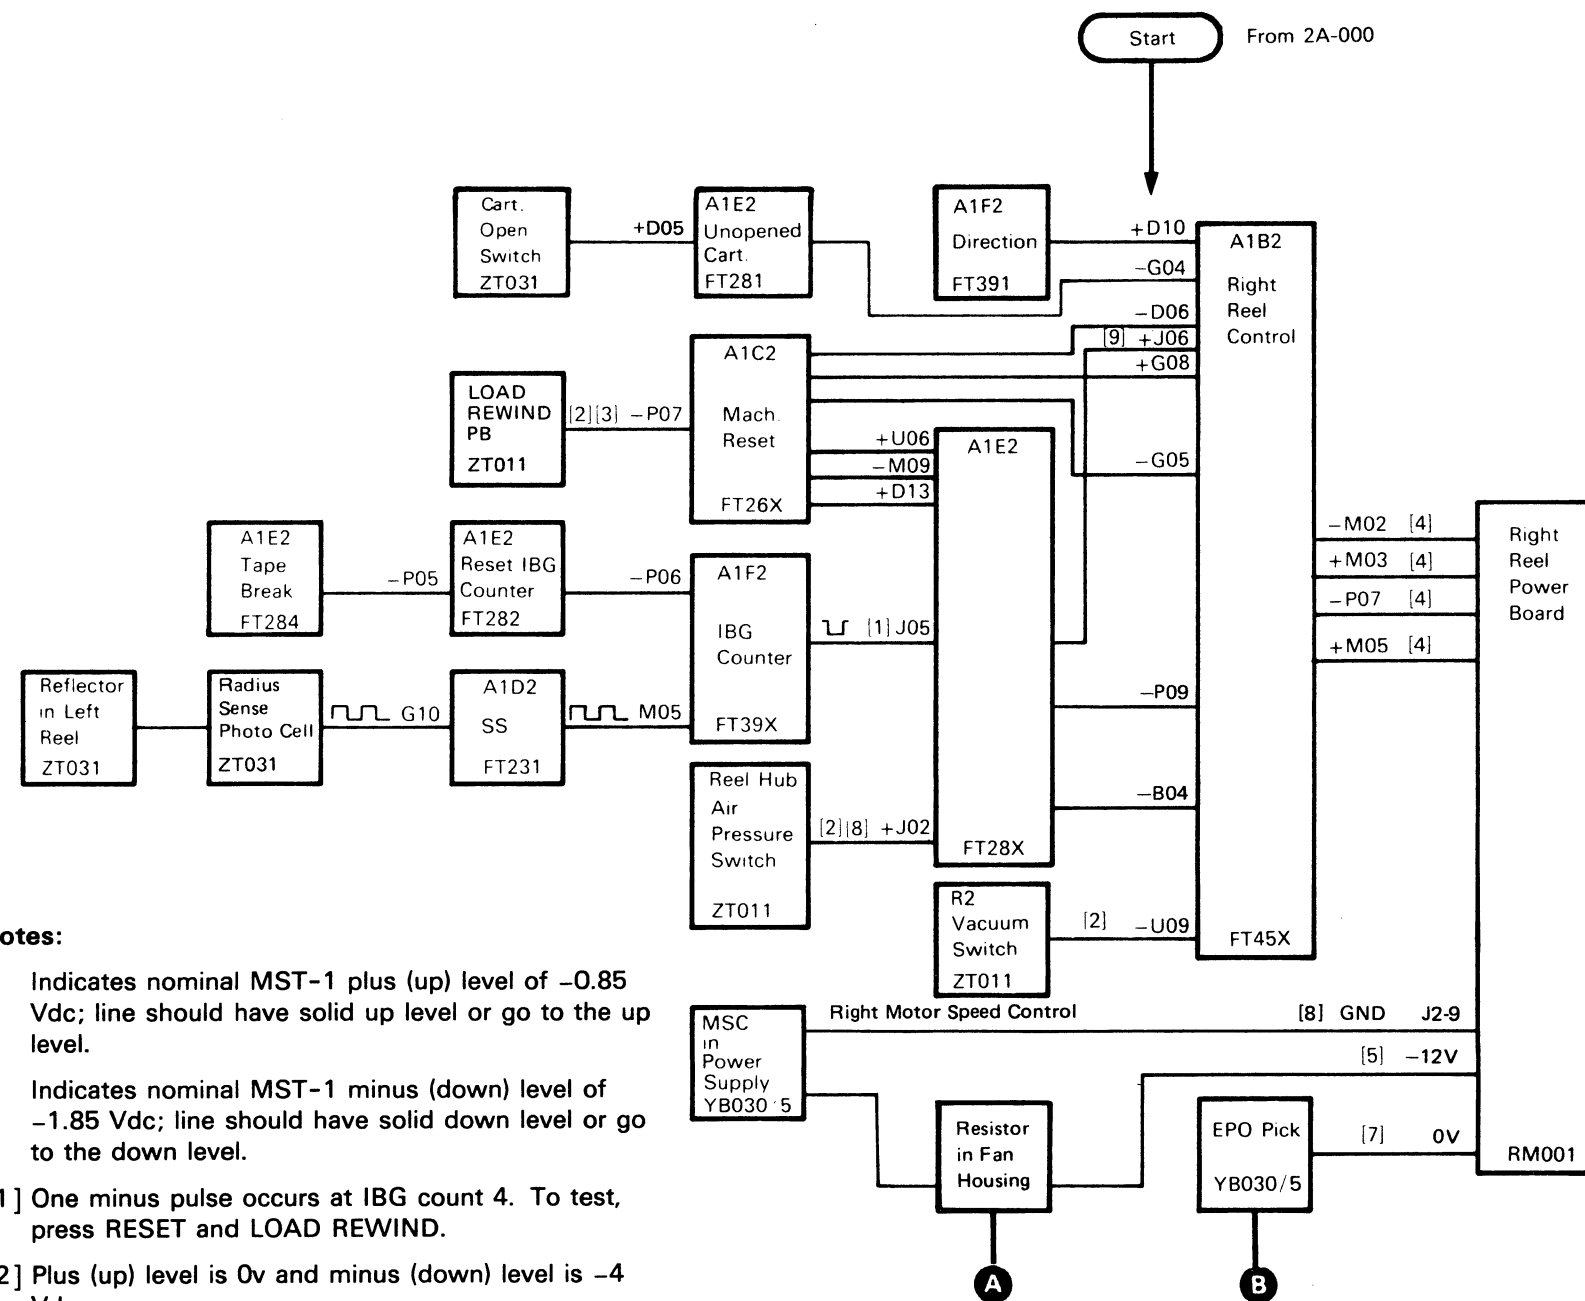 Start
From 2A-000
Cart.
Open
Switch
ZT031
+D05
A1E2
Unopened
Cart.
FT281
A1F2
Direction
FT391
+D10
-G04
-D06
[9] +J06
+G08
-G05
-P09
-B04
[2] -U09
A1B2
Right
Reel
Control
FT45X
LOAD
REWIND
PB
ZT011
[2][3] -P07
A1C2
Mach.
Reset
FT26X
+U06
-M09
+D13
A1E2
FT28X
A1E2
Tape
Break
FT284
-P05
A1E2
Reset IBG
Counter
FT282
-P06
A1F2
IBG
Counter
FT39X
[1] J05
Reflector
in Left
Reel
ZT031
Radius
Sense
Photo Cell
ZT031
G10
A1D2
SS
FT231
M05
Reel Hub
Air
Pressure
Switch
ZT011
[2][8] +J02
R2
Vacuum
Switch
ZT011
-M02 [4]
+M03 [4]
-P07 [4]
+M05 [4]
Right
Reel
Power
Board
RM001
MSC
in
Power
Supply
YB030/5
Right Motor Speed Control
[8] GND J2-9
[5] -12V
Resistor
in Fan
Housing
A
EPO Pick
YB030/5
[7] 0V
B
otes:
Indicates nominal MST-1 plus (up) level of -0.85
Vdc; line should have solid up level or go to the up
level.
Indicates nominal MST-1 minus (down) level of
-1.85 Vdc; line should have solid down level or go
to the down level.
1] One minus pulse occurs at IBG count 4. To test,
press RESET and LOAD REWIND.
2] Plus (up) level is 0v and minus (down) level is -4